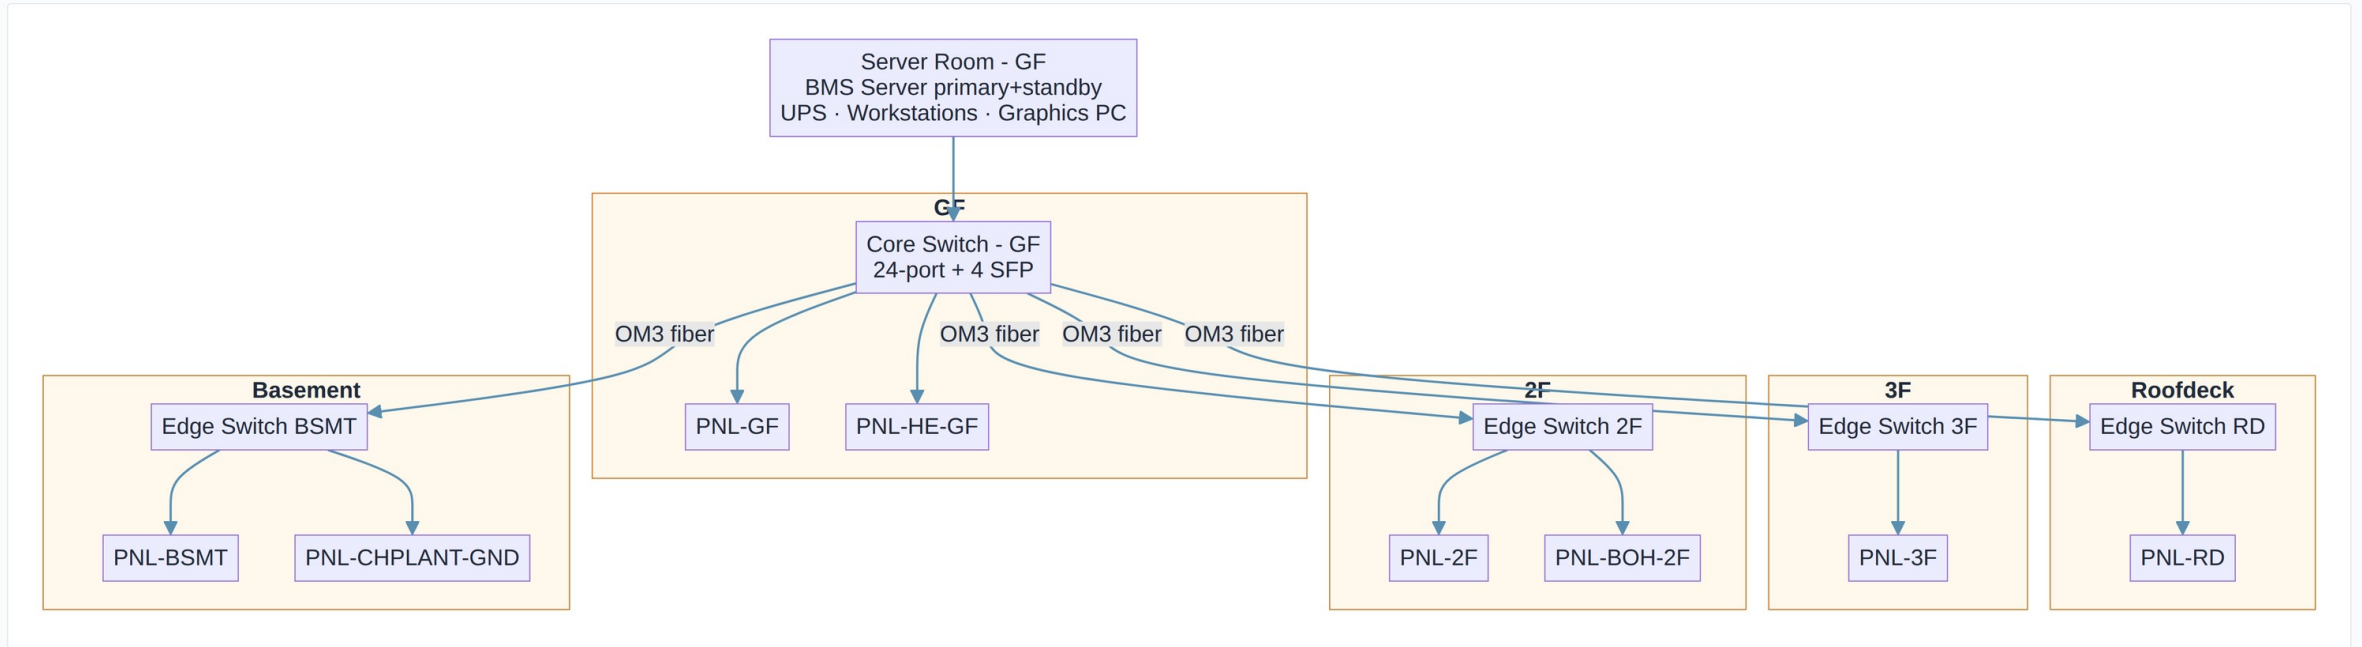 Server Room - GF
BMS Server primary+standby
UPS · Workstations · Graphics PC
GF
Core Switch - GF
24-port + 4 SFP
OM3 fiber
OM3 fiber
OM3 fiber
OM3 fiber
Basement
Edge Switch BSMT
PNL-BSMT
PNL-CHPLANT-GND
PNL-GF
PNL-HE-GF
2F
Edge Switch 2F
PNL-2F
PNL-BOH-2F
3F
Edge Switch 3F
PNL-3F
Roofdeck
Edge Switch RD
PNL-RD